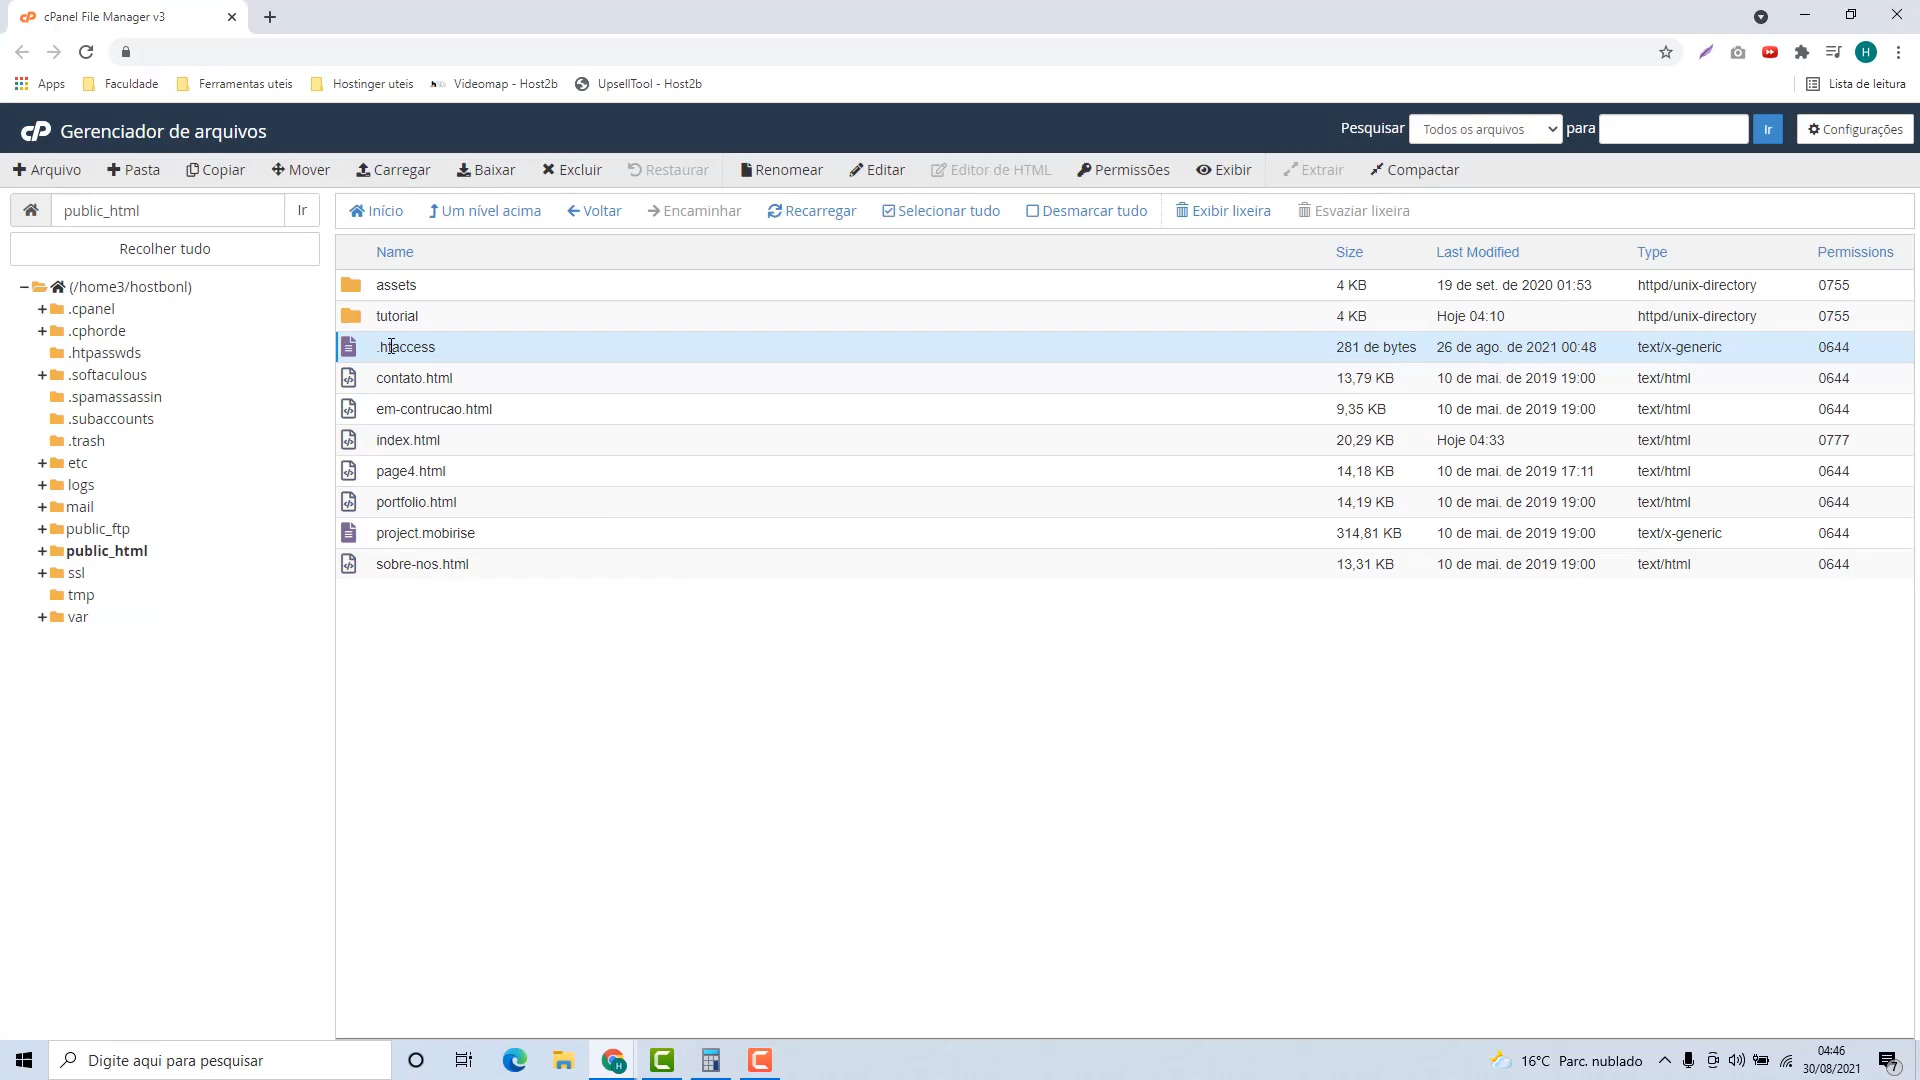 cPanel File Manager v3
Apps Faculdade Ferramentas uteis Hostinger uteis Videomap - Host2b UpsellTool - Host2b Lista de leitura
cP Gerenciador de arquivos Pesquisar Todos os arquivos para Ir Configurações
Arquivo Pasta Copiar Mover Carregar Baixar Excluir Restaurar Renomear Editar Editor de HTML Permissões Exibir Extrair Compactar
public_html Ir Início Um nível acima Voltar Encaminhar Recarregar Selecionar tudo Desmarcar tudo Exibir lixeira Esvaziar lixeira
Recolher tudo
(/home3/hostbonl)
.cpanel
.cphorde
.htpasswds
.softaculous
.spamassassin
.subaccounts
.trash
etc
logs
mail
public_ftp
public_html
ssl
tmp
var
Name Size Last Modified Type Permissions
assets 4 KB 19 de set. de 2020 01:53 httpd/unix-directory 0755
tutorial 4 KB Hoje 04:10 httpd/unix-directory 0755
.htaccess 281 de bytes 26 de ago. de 2021 00:48 text/x-generic 0644
contato.html 13,79 KB 10 de mai. de 2019 19:00 text/html 0644
em-contrucao.html 9,35 KB 10 de mai. de 2019 19:00 text/html 0644
index.html 20,29 KB Hoje 04:33 text/html 0777
page4.html 14,18 KB 10 de mai. de 2019 17:11 text/html 0644
portfolio.html 14,19 KB 10 de mai. de 2019 19:00 text/html 0644
project.mobirise 314,81 KB 10 de mai. de 2019 19:00 text/x-generic 0644
sobre-nos.html 13,31 KB 10 de mai. de 2019 19:00 text/html 0644
Digite aqui para pesquisar 16°C Parc. nublado 04:46
30/08/2021 7